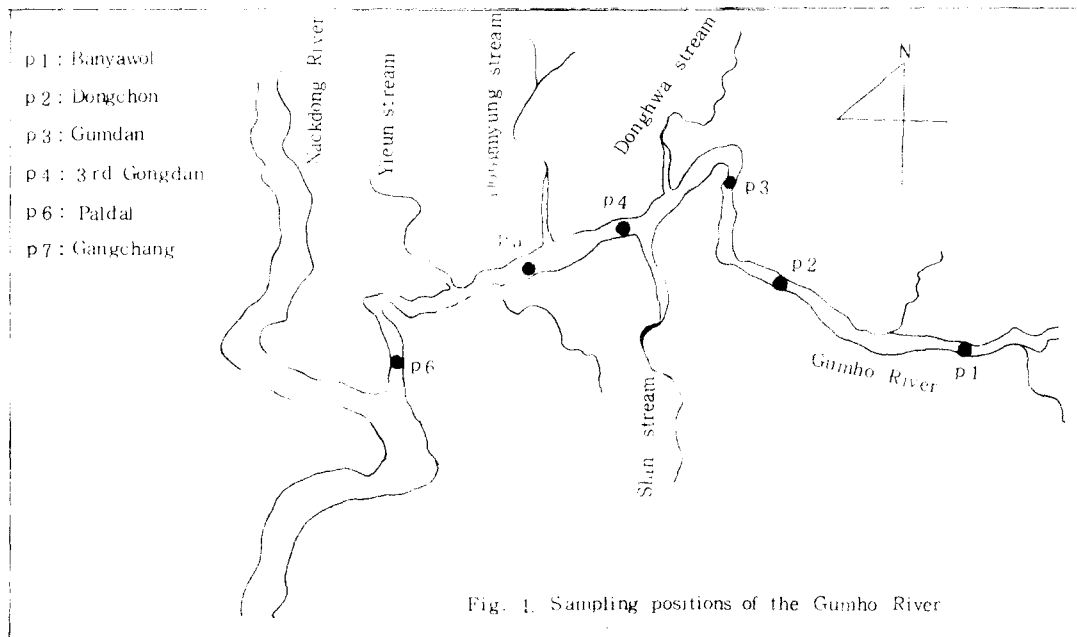 p1: Banyawol
p2: Dongchon
p3: Gumdan
p4: 3rd Gongdan
p6: Paldal
p7: Gangchang
Nackdong River
Yieun stream
stream
Donghwa stream
N
p4
p3
p2
p6
stream
Gumho River
p1
Fig. 1. Sampling positions of the Gumho River